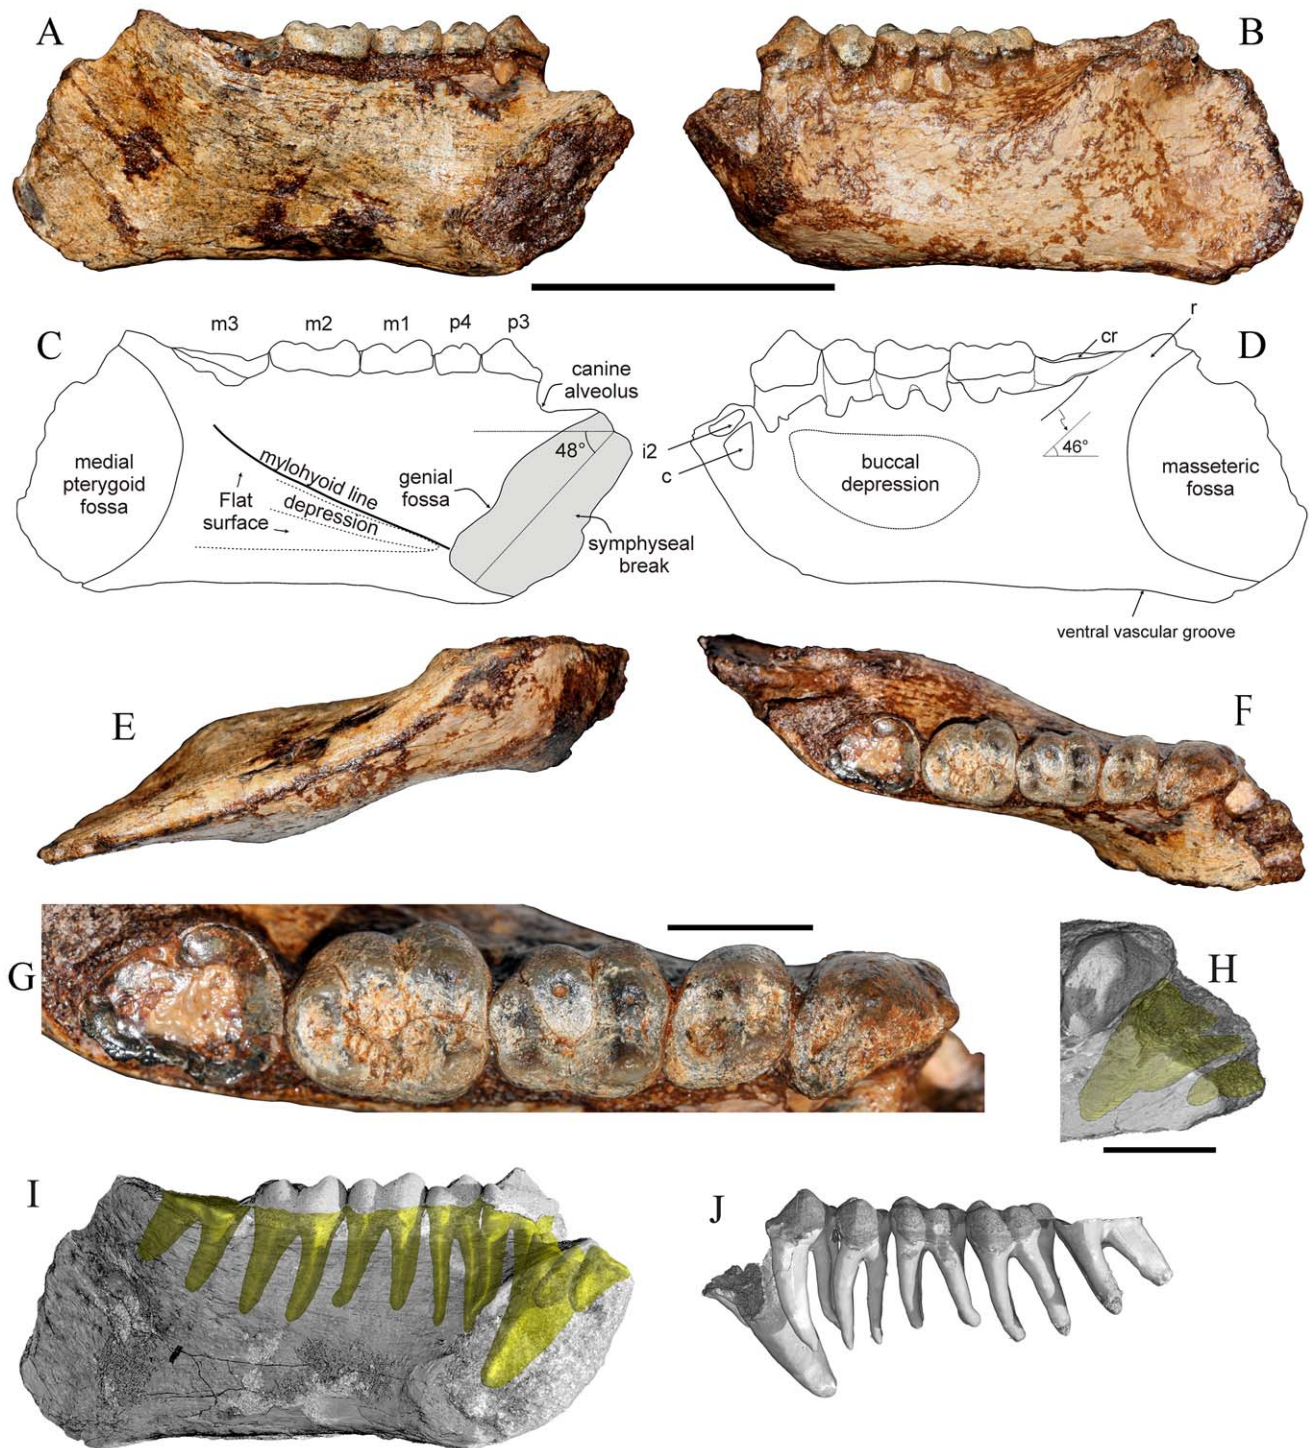 A
B
m3
m2
m1
p4
p3
C
canine
alveolus
48°
medial
pterygoid
fossa
mylohyoid line
Flat
surface
depression
genial
fossa
symphyseal
break
cr
r
D
i2
c
46°
buccal
depression
masseteric
fossa
ventral vascular groove
E
F
G
H
I
J